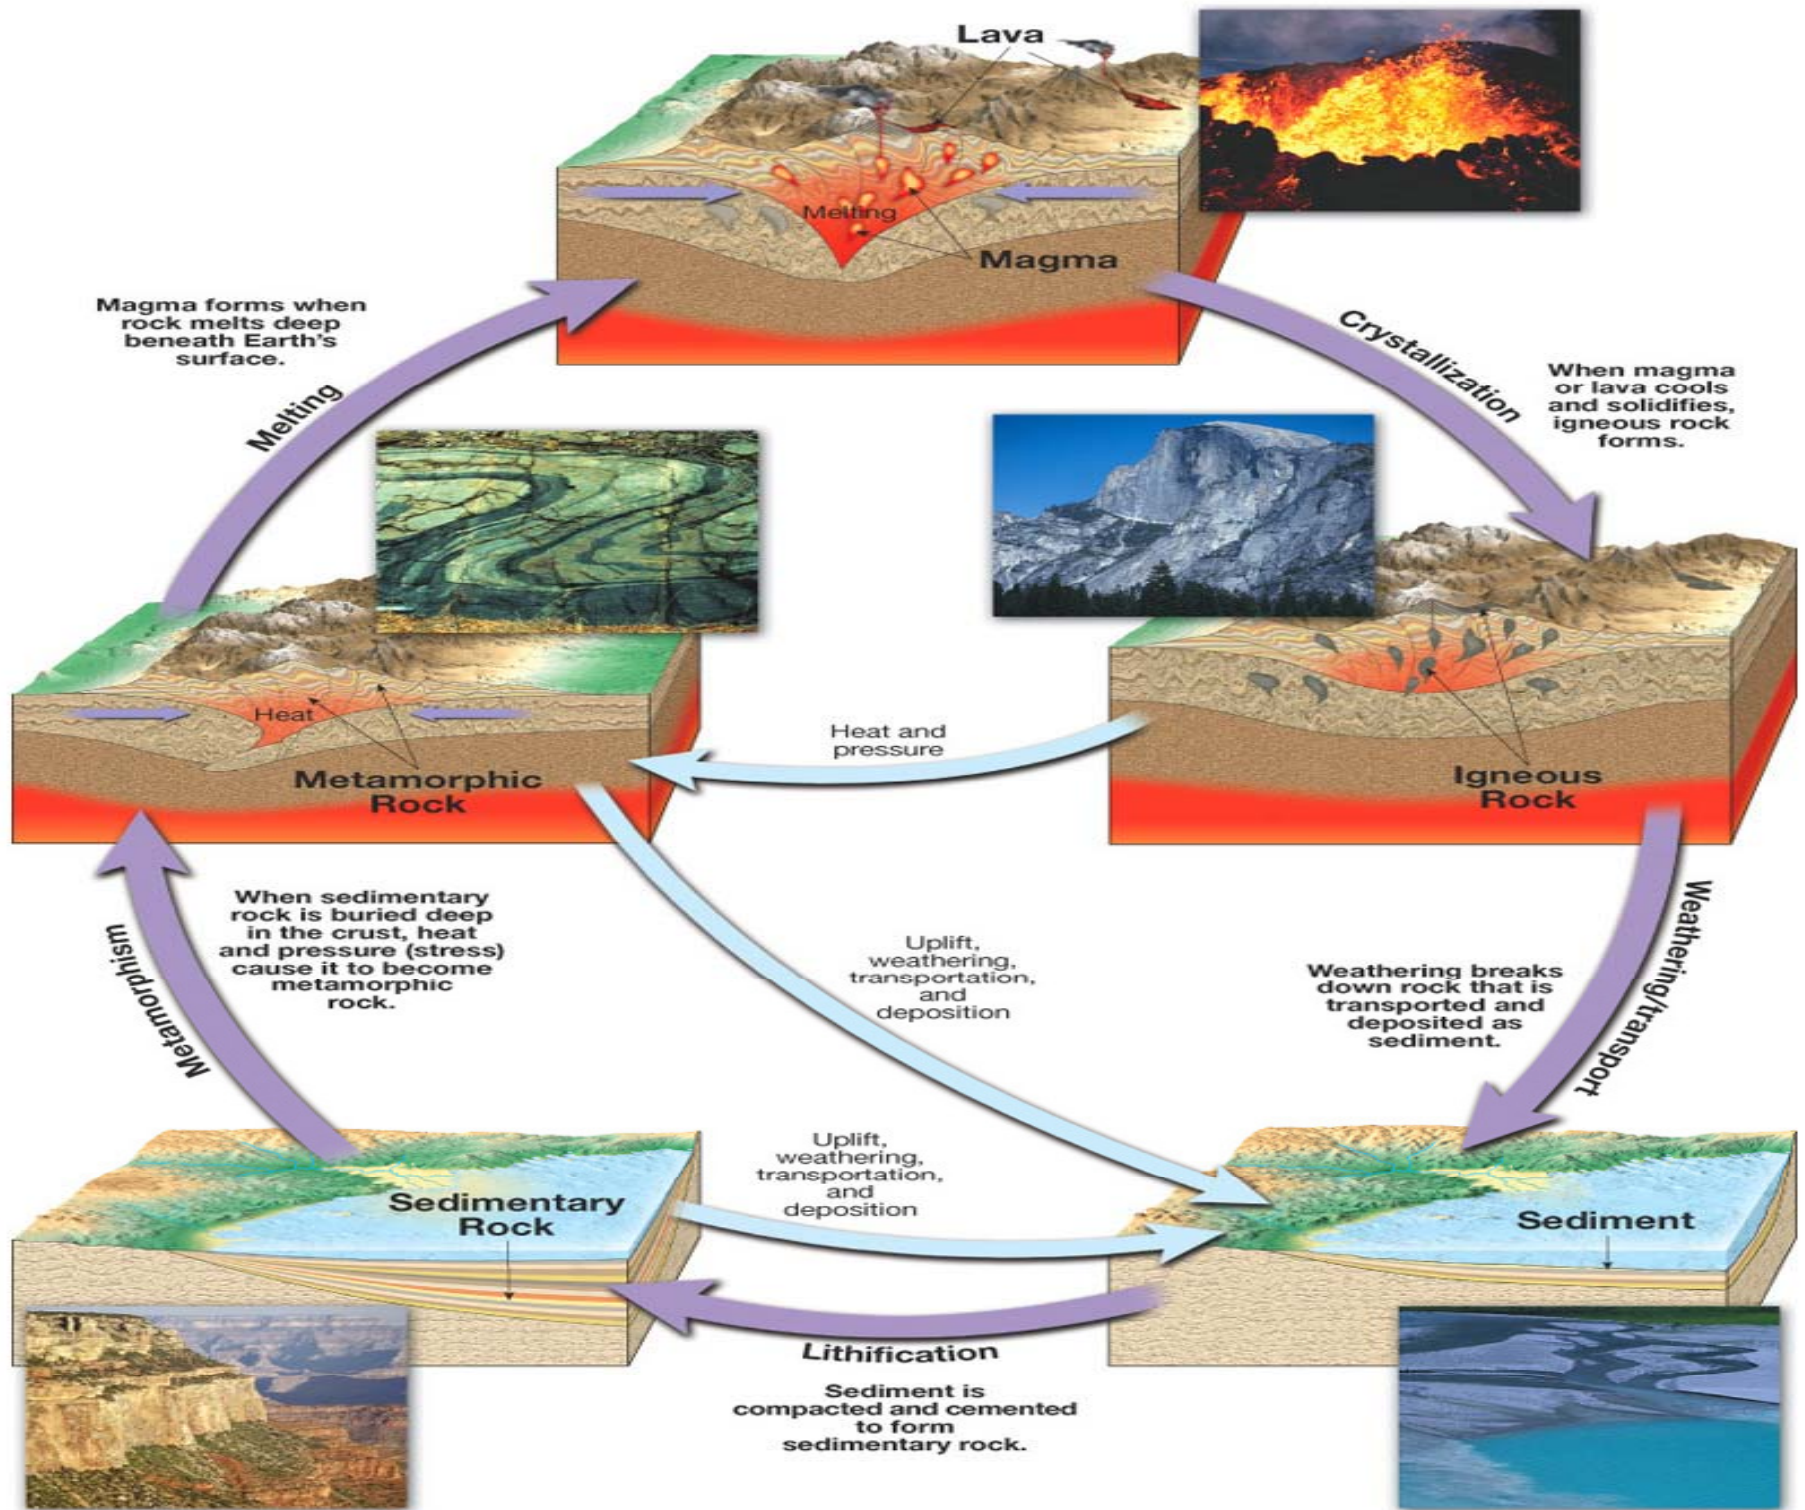 Lava
Melting
Magma
Magma forms when
rock melts deep
beneath Earth's
surface.
Melting
Crystallization
When magma
or lava cools
and solidifies,
igneous rock
forms.
Heat
Metamorphic
Rock
Heat and
pressure
Igneous
Rock
When sedimentary
rock is buried deep
in the crust, heat
and pressure (stress)
cause it to become
metamorphic
rock.
Metamorphism
Uplift,
weathering,
transportation,
and
deposition
Weathering breaks
down rock that is
transported and
deposited as
sediment.
Weathering/transport
Uplift,
weathering,
transportation,
and
deposition
Sedimentary
Rock
Sediment
Lithification
Sediment is
compacted and cemented
to form
sedimentary rock.